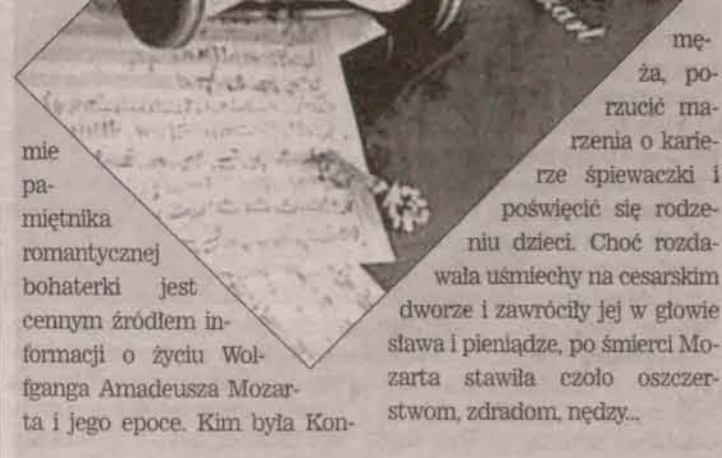 zart
mie
pa-
miętnika
romantycznej
bohaterki jest
cennym źródłem in-
formacji o życiu Wol-
fganga Amadeusza Mozar-
ta i jego epoce. Kim była Kon-
mę-
ża, po-
rzucić ma-
rzenia o karie-
rze śpiewaczki i
poświęcić się rodze-
niu dzieci. Choć rozda-
wała uśmiechy na cesarskim
dworze i zawróciły jej w głowie
sława i pieniądze, po śmierci Mo-
zarta stawiła czoło oszczer-
stwom, zdradom, nędzy...